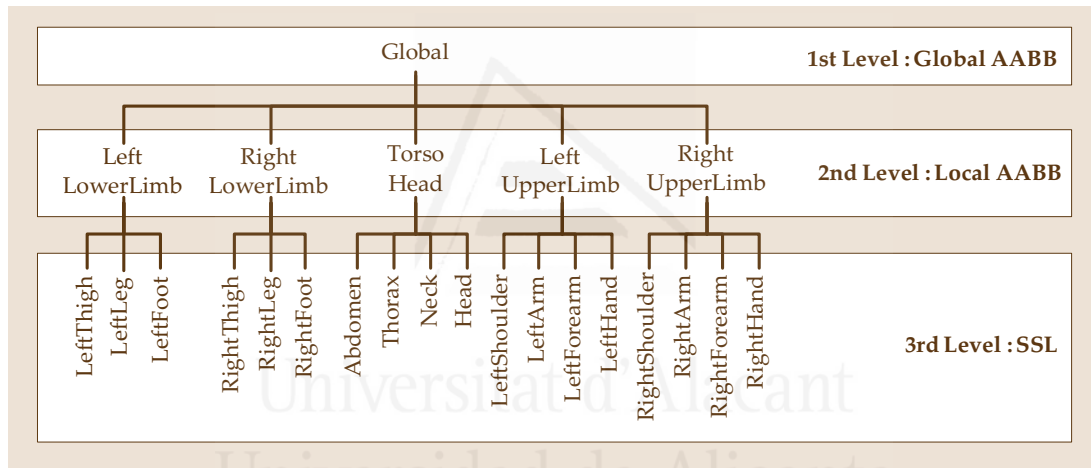 Global
1st Level : Global AABB
Left
LowerLimb
Right
LowerLimb
Torso
Head
Left
UpperLimb
Right
UpperLimb
2nd Level : Local AABB
LeftThigh
LeftLeg
LeftFoot
RightThigh
RightLeg
RightFoot
Abdomen
Thorax
Neck
Head
LeftShoulder
LeftArm
LeftForearm
LeftHand
RightShoulder
RightArm
RightForearm
RightHand
3rd Level : SSL
Universitat d'Alacant
Universidad de Alicante